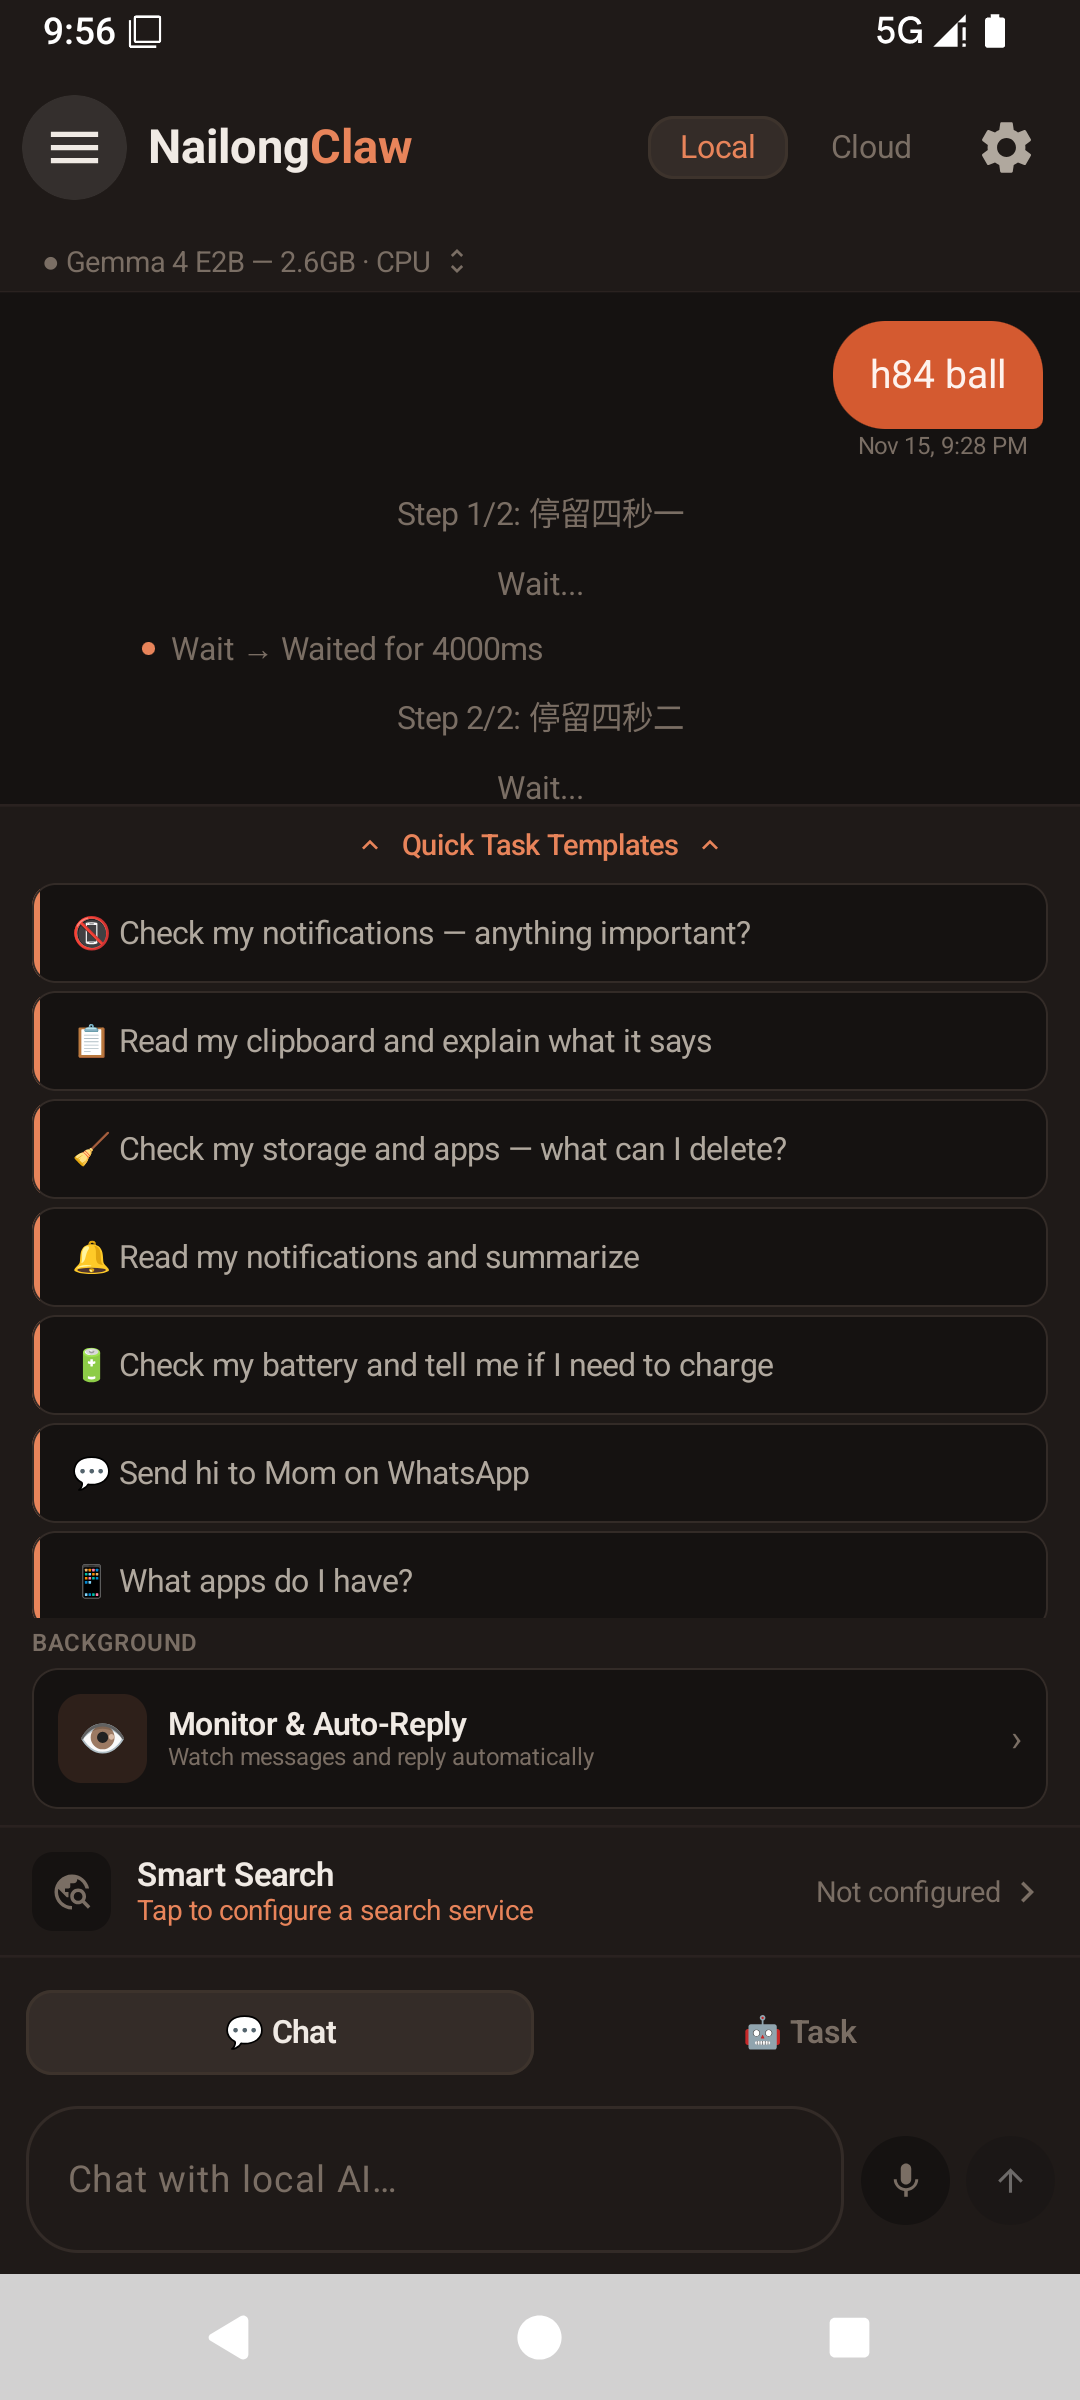 9:56
5G
NailongClaw
Local
Cloud
Gemma 4 E2B — 2.6GB · CPU
h84 ball
Nov 15, 9:28 PM
Step 1/2: 停留四秒一
Wait...
Wait → Waited for 4000ms
Step 2/2: 停留四秒二
Wait...
Quick Task Templates
Check my notifications — anything important?
Read my clipboard and explain what it says
Check my storage and apps — what can I delete?
Read my notifications and summarize
Check my battery and tell me if I need to charge
Send hi to Mom on WhatsApp
What apps do I have?
BACKGROUND
Monitor & Auto-Reply
Watch messages and reply automatically
Smart Search
Tap to configure a search service
Not configured
Chat
Task
Chat with local AI…